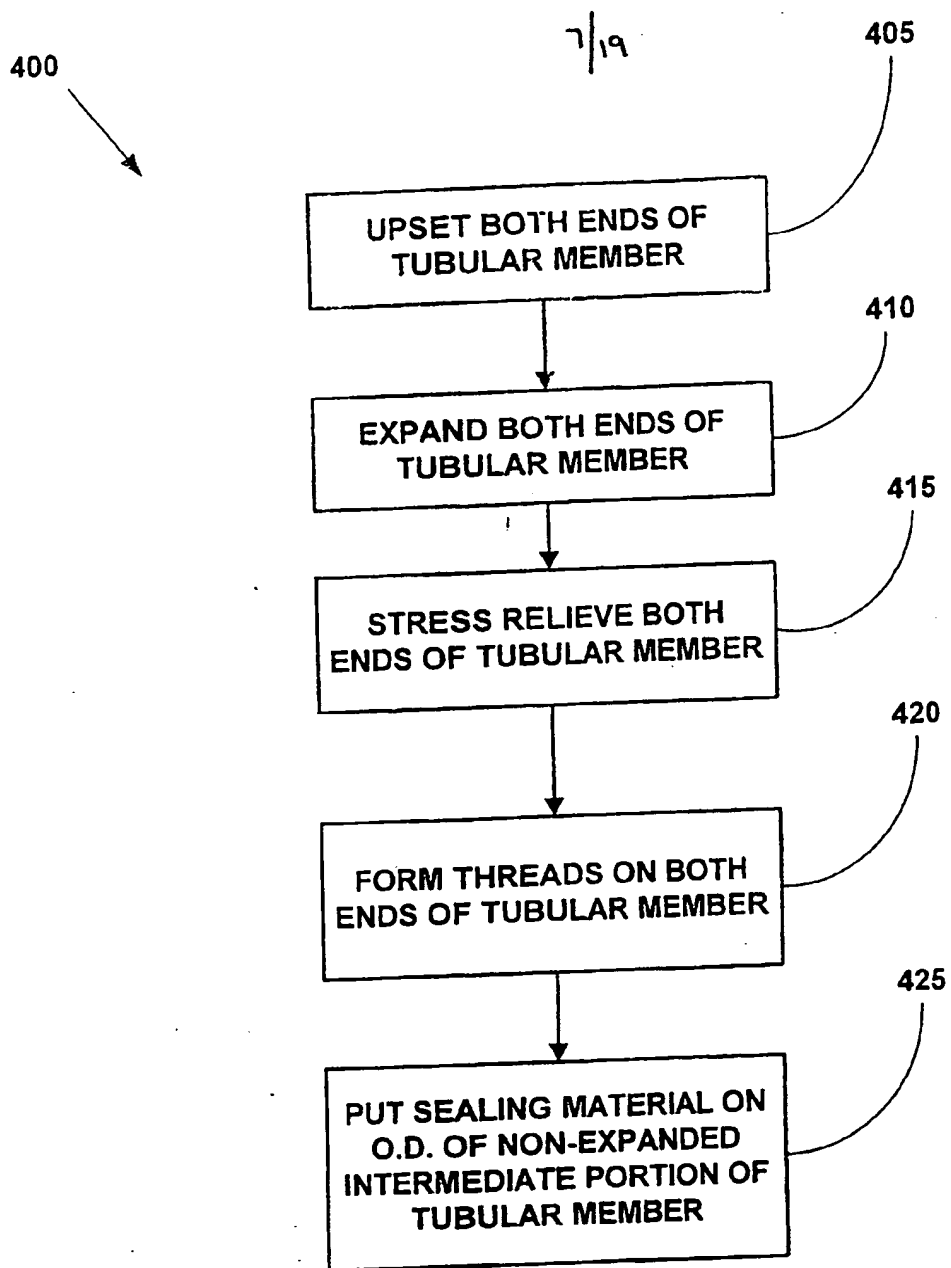 7/19
400
405
UPSET BOTH ENDS OF
TUBULAR MEMBER
410
EXPAND BOTH ENDS OF
TUBULAR MEMBER
415
STRESS RELIEVE BOTH
ENDS OF TUBULAR MEMBER
420
FORM THREADS ON BOTH
ENDS OF TUBULAR MEMBER
425
PUT SEALING MATERIAL ON
O.D. OF NON-EXPANDED
INTERMEDIATE PORTION OF
TUBULAR MEMBER